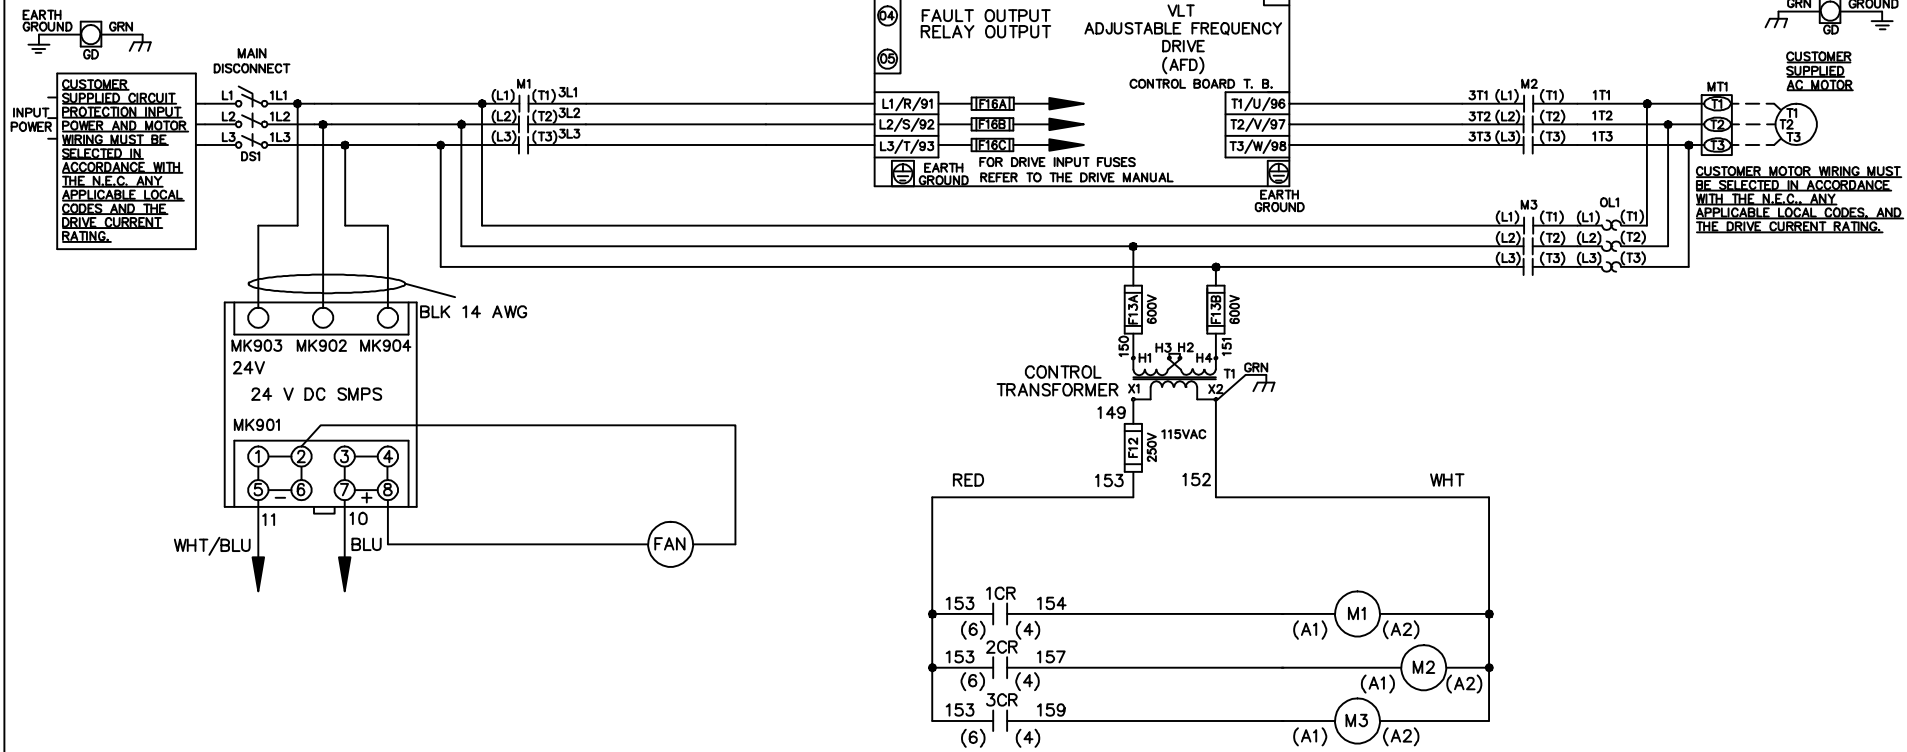 EARTH
GROUND
GRN
GD
04
FAULT OUTPUT
RELAY OUTPUT
05
VLT
ADJUSTABLE FREQUENCY
DRIVE
(AFD)
CONTROL BOARD T. B.
GRN
GROUND
GD
CUSTOMER
SUPPLIED
AC MOTOR
INPUT
POWER
CUSTOMER
SUPPLIED CIRCUIT
PROTECTION INPUT
POWER AND MOTOR
WIRING MUST BE
SELECTED IN
ACCORDANCE WITH
THE N.E.C. ANY
APPLICABLE LOCAL
CODES AND THE
DRIVE CURRENT
RATING.
MAIN
DISCONNECT
L1 1L1
L2 1L2
L3 1L3
DS1
M1
(L1) (T1) 3L1
(L2) (T2) 3L2
(L3) (T3) 3L3
L1/R/91 F16A
L2/S/92 F16B
L3/T/93 F16C
EARTH
GROUND
FOR DRIVE INPUT FUSES
REFER TO THE DRIVE MANUAL
T1/U/96
T2/V/97
T3/W/98
EARTH
GROUND
M2
3T1 (L1) (T1) 1T1
3T2 (L2) (T2) 1T2
3T3 (L3) (T3) 1T3
MT1
T1
T2
T3
T1
T2
T3
CUSTOMER MOTOR WIRING MUST
BE SELECTED IN ACCORDANCE
WITH THE N.E.C., ANY
APPLICABLE LOCAL CODES, AND
THE DRIVE CURRENT RATING.
M3 OL1
(L1) (T1) (L1) (T1)
(L2) (T2) (L2) (T2)
(L3) (T3) (L3) (T3)
BLK 14 AWG
MK903 MK902 MK904
24V
24 V DC SMPS
MK901
1 2 3 4
5 - 6 7 + 8
11
10
WHT/BLU
BLU
FAN
F13A
600V
F13B
600V
150
151
H1 H3 H2 H4
CONTROL
TRANSFORMER
X1
X2
T1
GRN
149
F12
250V
115VAC
153
152
RED
WHT
1CR
153 154
(6) (4)
M1
(A1) (A2)
2CR
153 157
(6) (4)
M2
(A1) (A2)
3CR
153 159
(6) (4)
M3
(A1) (A2)